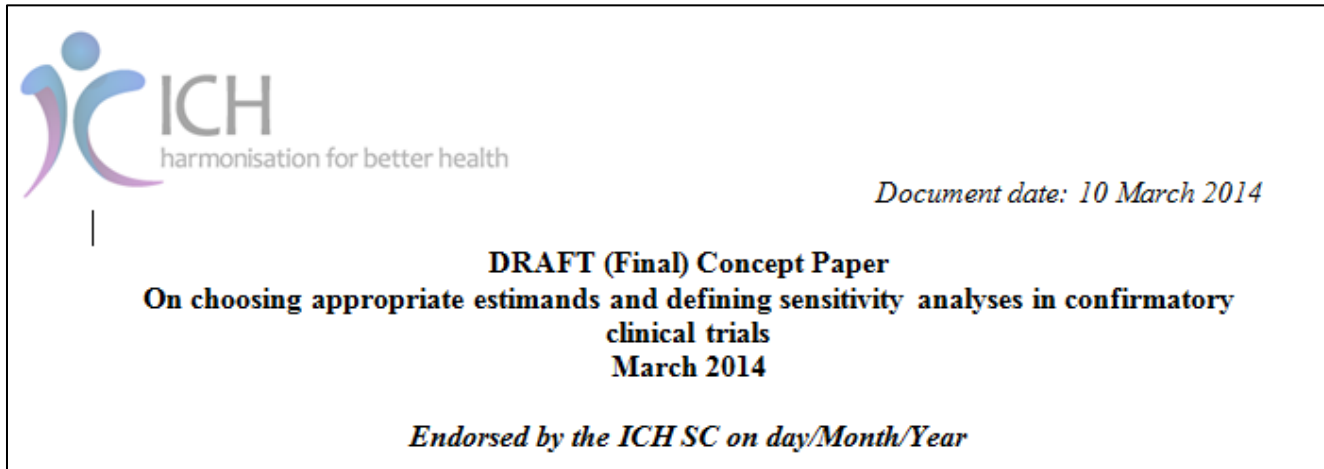 ICH
harmonisation for better health
Document date: 10 March 2014
DRAFT (Final) Concept Paper
On choosing appropriate estimands and defining sensitivity analyses in confirmatory
clinical trials
March 2014
Endorsed by the ICH SC on day/Month/Year